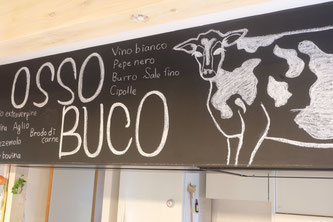 OSSO
BUCO
Vino bianco
Pepe nero
Burro Sale fino
Cipolle
Aglio
Brodo di
carne